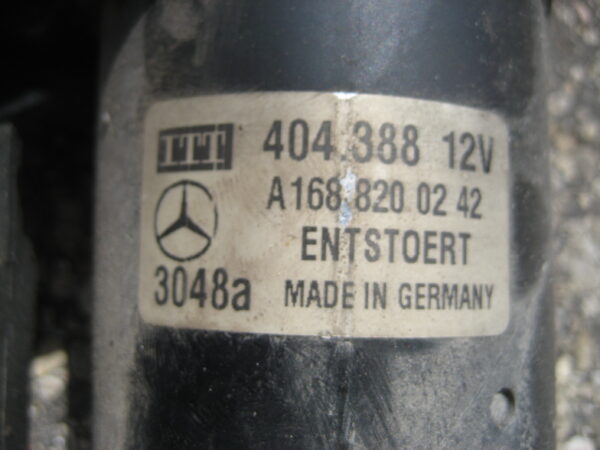 404.388 12V
A168 820 02 42
ENTSTOERT
3048a MADE IN GERMANY